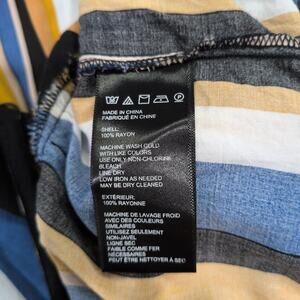 MADE IN CHINA
FABRIQUÉ EN CHINE
SHELL:
100% RAYON
MACHINE WASH COLD
WITH LIKE COLORS
USE ONLY NON-CHLORINE
BLEACH
LINE DRY
LOW IRON AS NEEDED
MAY BE DRY CLEANED
EXTÉRIEUR:
100% RAYONNE
MACHINE DE LAVAGE FROID
AVEC DES COULEURS
SIMILAIRES
UTILISEZ SEULEMENT
NON-JAVEL
LIGNE SEC
FAIBLE COMME FER
NÉCESSAIRES
PEUT ÊTRE NETTOYER À SEC